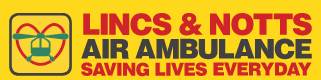 LINCS & NOTTS
AIR AMBULANCE
SAVING LIVES EVERYDAY